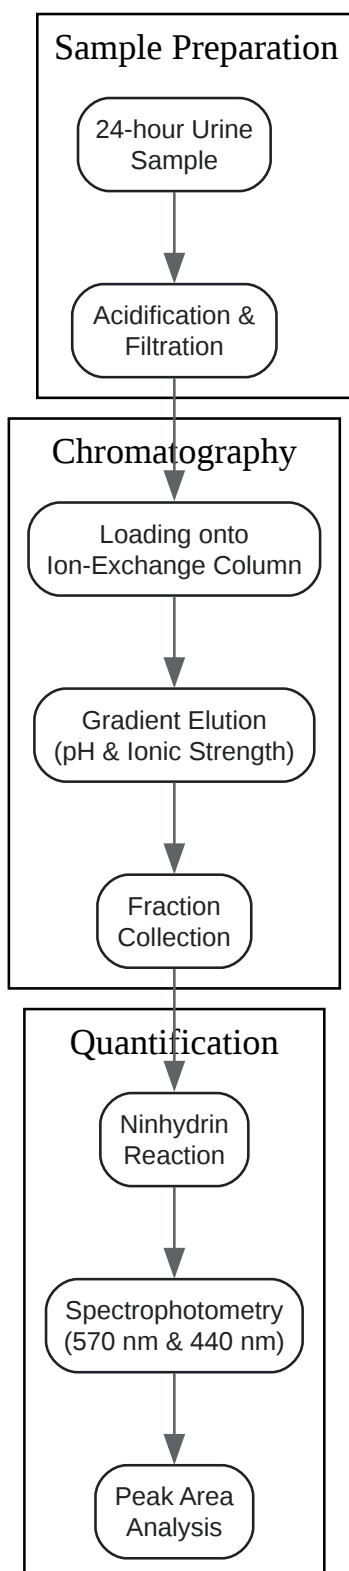 Sample Preparation
24-hour Urine
Sample
Acidification &
Filtration
Chromatography
Loading onto
Ion-Exchange Column
Gradient Elution
(pH & Ionic Strength)
Fraction
Collection
Quantification
Ninhydrin
Reaction
Spectrophotometry
(570 nm & 440 nm)
Peak Area
Analysis